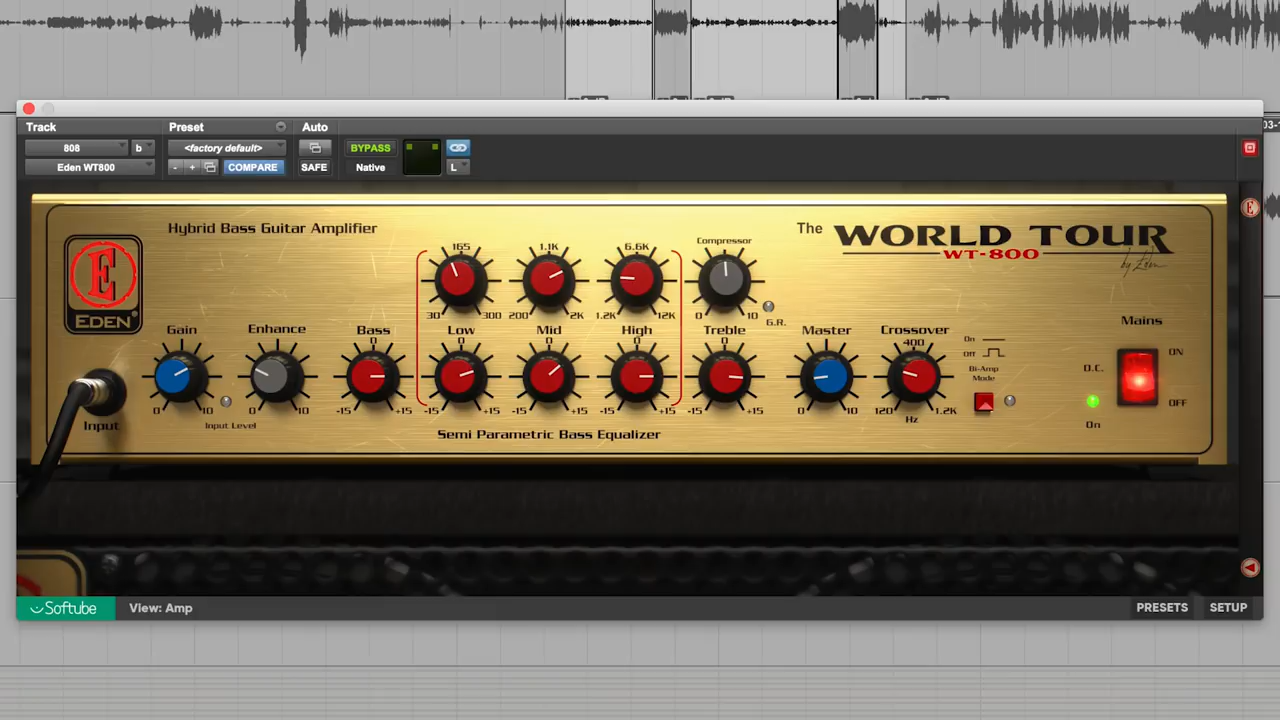 03-1
Track
Preset
Auto
808
b
<factory default>
BYPASS
Eden WT800
- + COMPARE
SAFE
Native
L
Hybrid Bass Guitar Amplifier
The WORLD TOUR
WT-800
by Eden
E
EDEN®
165
30 300
1.1K
200 2K
6.6K
1.2K 12K
Compressor
0 10
G.R.
Gain
0 10
Input Level
Enhance
0 10
Bass
0
-15 +15
Low
0
-15 +15
Mid
0
-15 +15
High
0
-15 +15
Treble
0
-15 +15
Master
0 10
Crossover
400
120 1.2K
Hz
On
Off
Bi-Amp
Mode
Mains
ON
D.C.
OFF
On
Input
Semi Parametric Bass Equalizer
E
Softube
View: Amp
PRESETS
SETUP